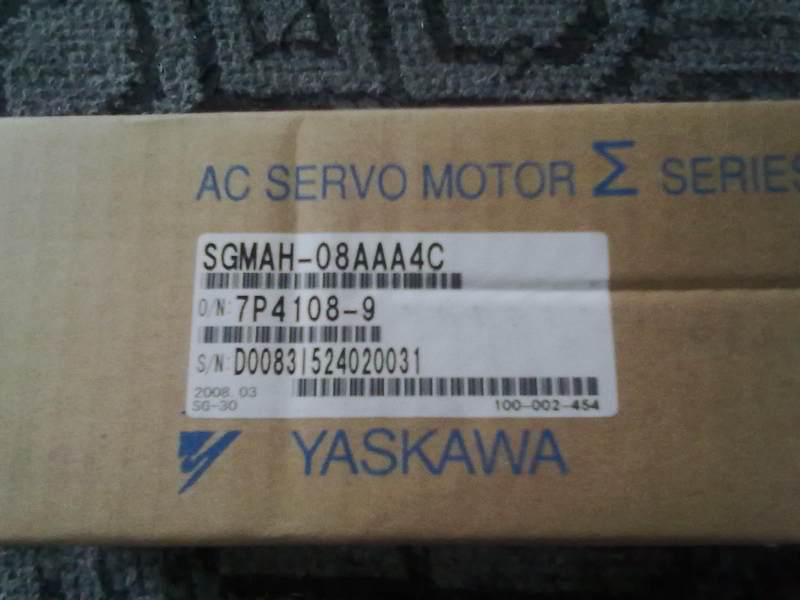 AC SERVO MOTOR Σ SERIES
SGMAH-08AAA4C
O/N: 7P4108-9
S/N: D0083I524020031
2008.03
SG-30 100-002-454
YASKAWA